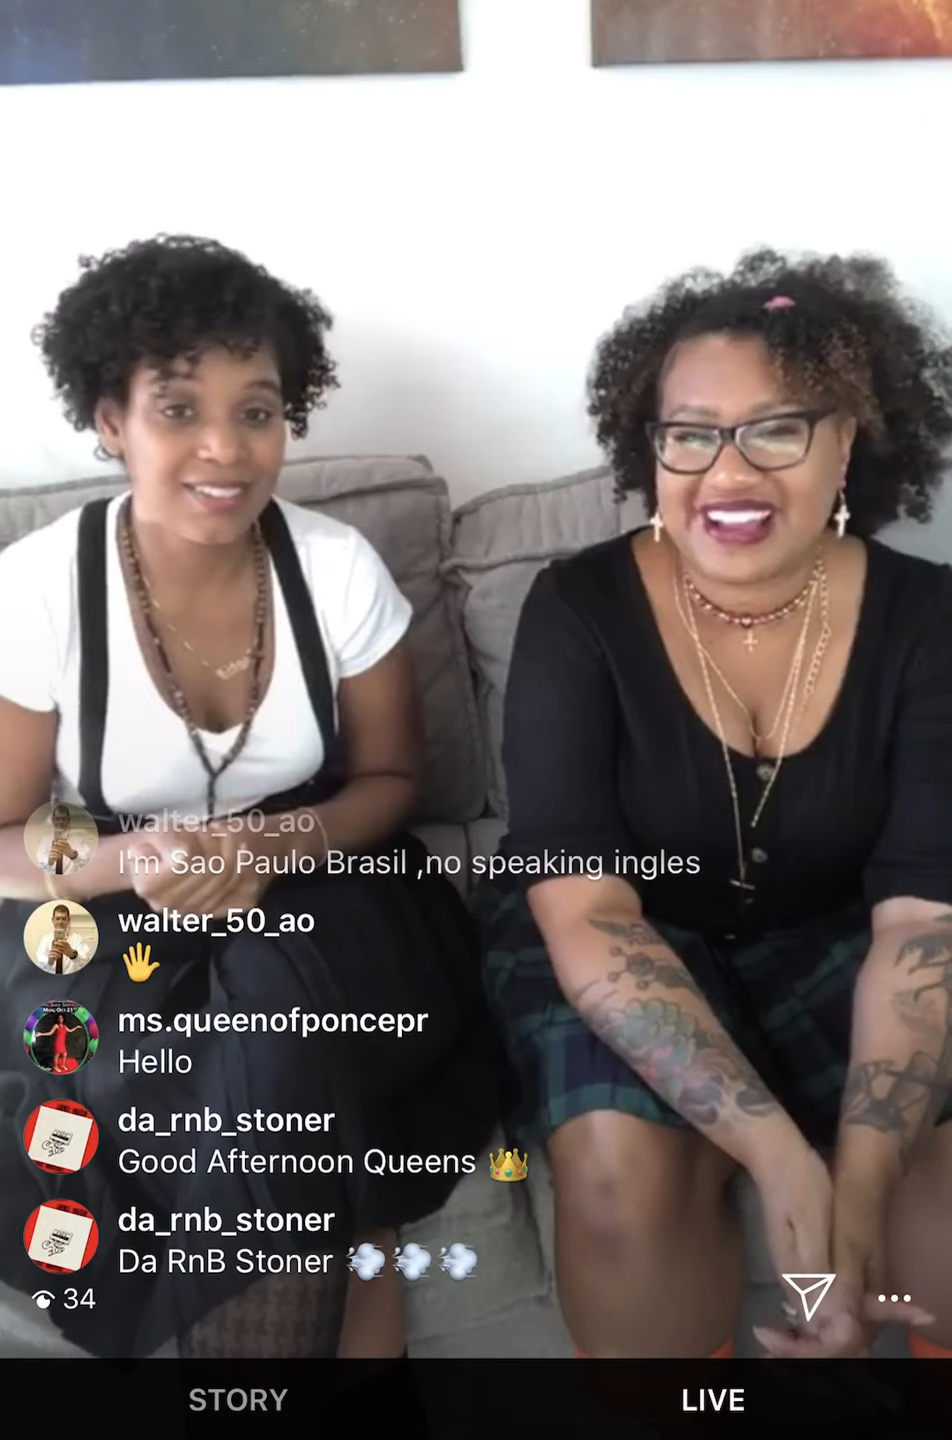 walter_50_ao
I'm Sao Paulo Brasil ,no speaking ingles
walter_50_ao
🖐
ms.queenofponcepr
Hello
da_rnb_stoner
Good Afternoon Queens 👑
da_rnb_stoner
Da RnB Stoner 💨💨💨
34
STORY
LIVE